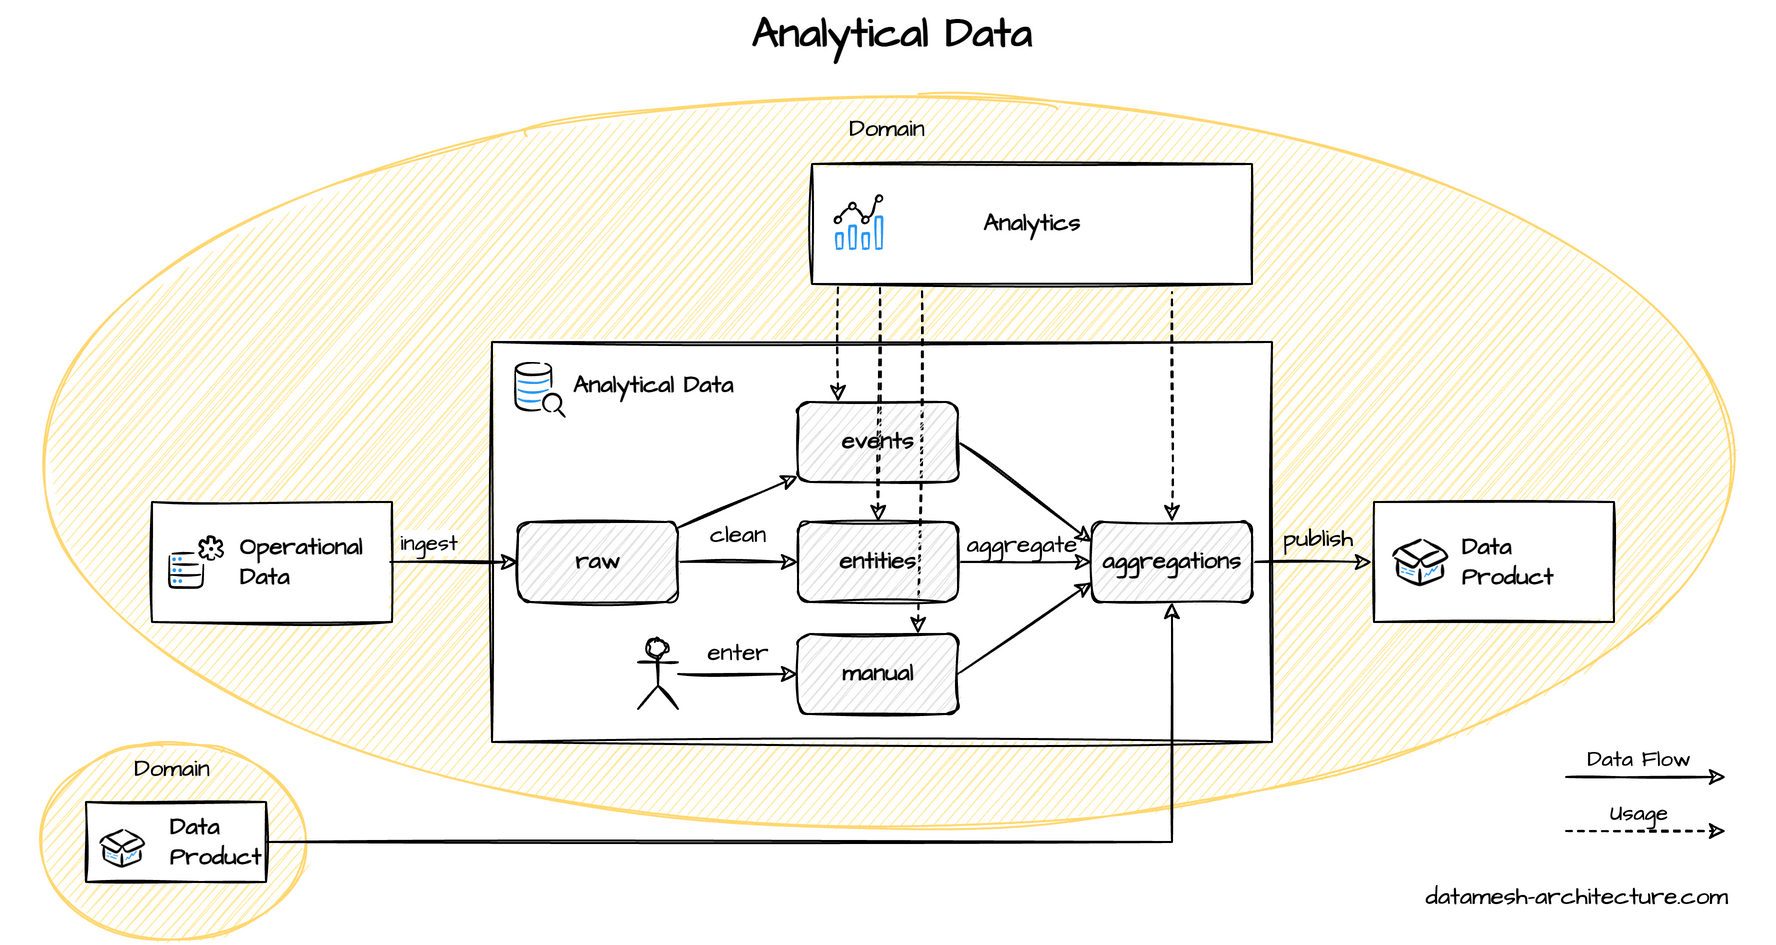 Analytical Data
Domain
Analytics
Analytical Data
events
Operational
Data
ingest
raw
clean
entities
aggregate
aggregations
publish
Data
Product
enter
manual
Domain
Data
Product
Data Flow
Usage
datamesh-architecture.com